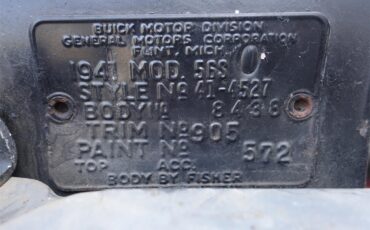 BUICK MOTOR DIVISION
GENERAL MOTORS CORPORATION
FLINT, MICH.
1941 MOD. 56S 0
STYLE No 41-4527
BODY No 8438
TRIM No 905
PAINT No 572
TOP ACC.
BODY BY FISHER